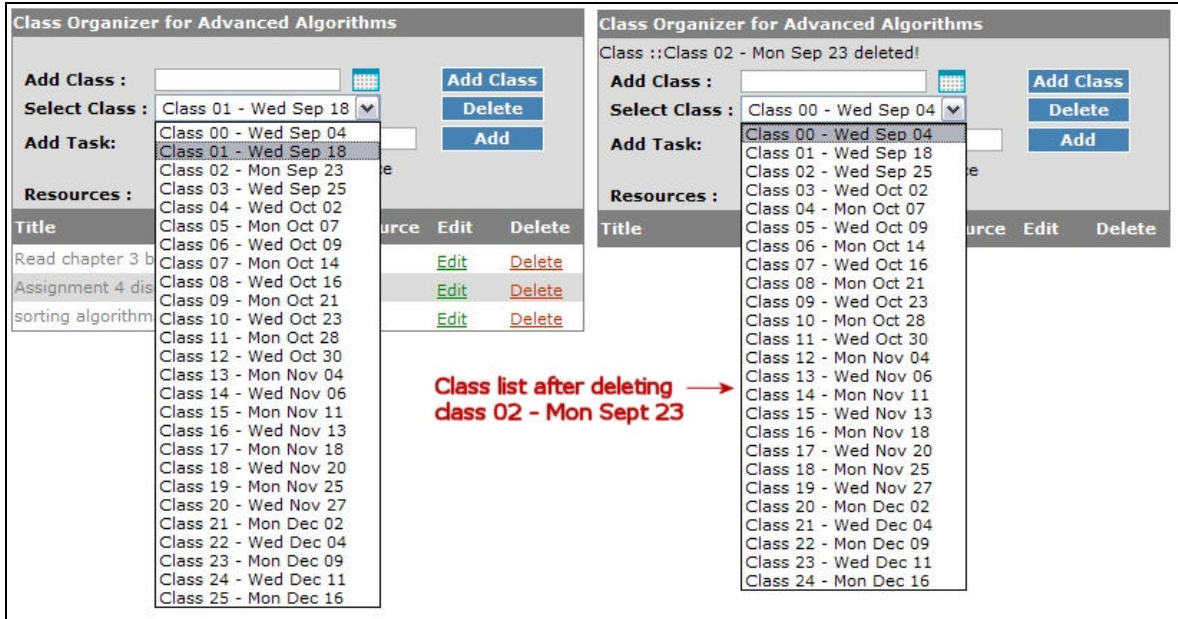 Class Organizer for Advanced Algorithms
Add Class :
Add Class
Select Class :
Class 01 - Wed Sep 18
Delete
Add Task:
Add
Resources :
Title
urce
Edit
Delete
Read chapter 3 b
Edit
Delete
Assignment 4 dis
Edit
Delete
sorting algorithm
Edit
Delete
Class 00 - Wed Sep 04
Class 01 - Wed Sep 18
Class 02 - Mon Sep 23
Class 03 - Wed Sep 25
Class 04 - Wed Oct 02
Class 05 - Mon Oct 07
Class 06 - Wed Oct 09
Class 07 - Mon Oct 14
Class 08 - Wed Oct 16
Class 09 - Mon Oct 21
Class 10 - Wed Oct 23
Class 11 - Mon Oct 28
Class 12 - Wed Oct 30
Class 13 - Mon Nov 04
Class 14 - Wed Nov 06
Class 15 - Mon Nov 11
Class 16 - Wed Nov 13
Class 17 - Mon Nov 18
Class 18 - Wed Nov 20
Class 19 - Mon Nov 25
Class 20 - Wed Nov 27
Class 21 - Mon Dec 02
Class 22 - Wed Dec 04
Class 23 - Mon Dec 09
Class 24 - Wed Dec 11
Class 25 - Mon Dec 16
Class list after deleting
class 02 - Mon Sept 23
Class Organizer for Advanced Algorithms
Class ::Class 02 - Mon Sep 23 deleted!
Add Class :
Add Class
Select Class :
Class 00 - Wed Sep 04
Delete
Add Task:
Add
Resources :
Title
urce
Edit
Delete
Class 00 - Wed Sep 04
Class 01 - Wed Sep 18
Class 02 - Wed Sep 25
Class 03 - Wed Oct 02
Class 04 - Mon Oct 07
Class 05 - Wed Oct 09
Class 06 - Mon Oct 14
Class 07 - Wed Oct 16
Class 08 - Mon Oct 21
Class 09 - Wed Oct 23
Class 10 - Mon Oct 28
Class 11 - Wed Oct 30
Class 12 - Mon Nov 04
Class 13 - Wed Nov 06
Class 14 - Mon Nov 11
Class 15 - Wed Nov 13
Class 16 - Mon Nov 18
Class 17 - Wed Nov 20
Class 18 - Mon Nov 25
Class 19 - Wed Nov 27
Class 20 - Mon Dec 02
Class 21 - Wed Dec 04
Class 22 - Mon Dec 09
Class 23 - Wed Dec 11
Class 24 - Mon Dec 16